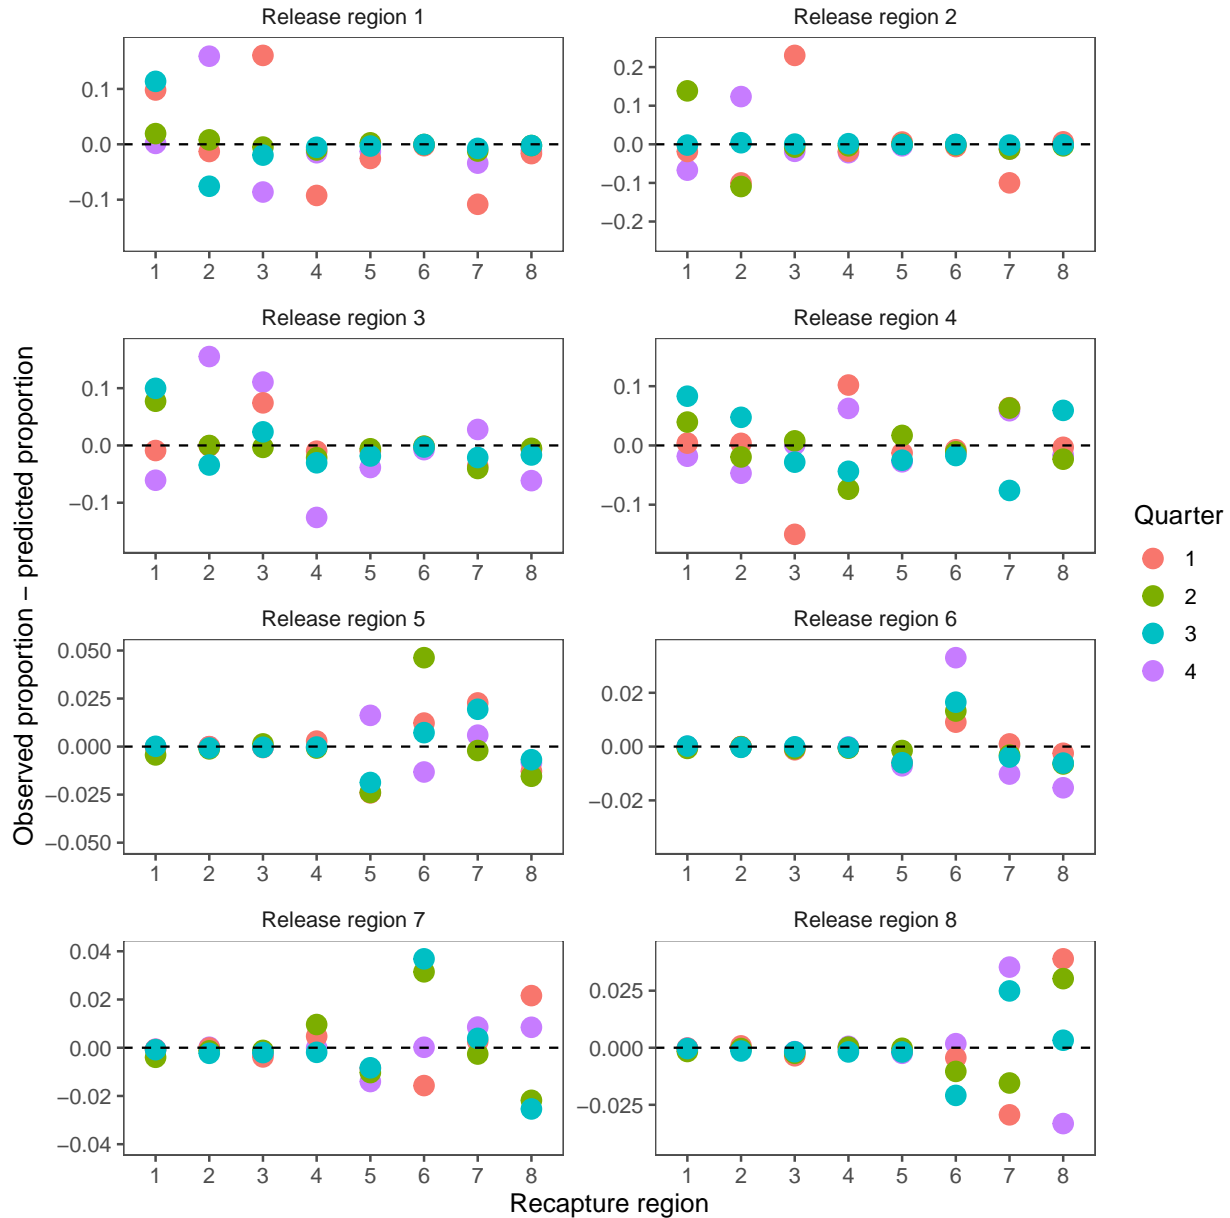 Release region 1
Release region 2
0.1
0.0
−0.1
0.2
0.1
0.0
−0.1
−0.2
1 2 3 4 5 6 7 8
1 2 3 4 5 6 7 8
Release region 3
Release region 4
0.1
0.0
−0.1
0.1
0.0
−0.1
1 2 3 4 5 6 7 8
1 2 3 4 5 6 7 8
Release region 5
Release region 6
0.050
0.025
0.000
−0.025
−0.050
0.02
0.00
−0.02
1 2 3 4 5 6 7 8
1 2 3 4 5 6 7 8
Release region 7
Release region 8
0.04
0.02
0.00
−0.02
−0.04
0.025
0.000
−0.025
1 2 3 4 5 6 7 8
1 2 3 4 5 6 7 8
Recapture region
Observed proportion − predicted proportion
Quarter
1
2
3
4